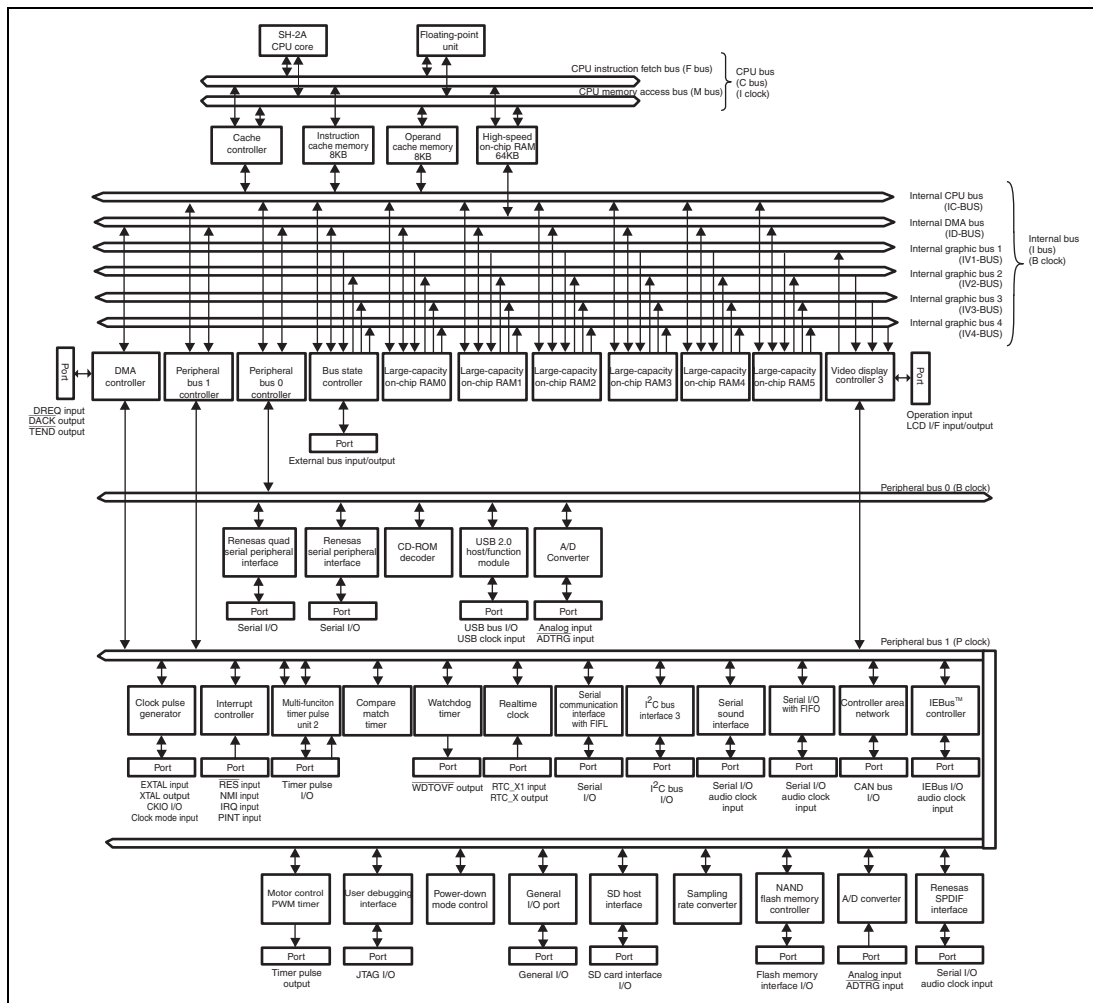 SH-2A
CPU core
Floating-point
unit
CPU instruction fetch bus (F bus)
CPU memory access bus (M bus)
CPU bus
(C bus)
(I clock)
Cache
controller
Instruction
cache memory
8KB
Operand
cache memory
8KB
High-speed
on-chip RAM
64KB
Internal CPU bus
(IC-BUS)
Internal DMA bus
(ID-BUS)
Internal graphic bus 1
(IV1-BUS)
Internal graphic bus 2
(IV2-BUS)
Internal graphic bus 3
(IV3-BUS)
Internal graphic bus 4
(IV4-BUS)
Internal bus
(I bus)
(B clock)
Port
DREQ input
DACK output
TEND output
DMA
controller
Peripheral
bus 1
controller
Peripheral
bus 0
controller
Bus state
controller
Large-capacity
on-chip RAM0
Large-capacity
on-chip RAM1
Large-capacity
on-chip RAM2
Large-capacity
on-chip RAM3
Large-capacity
on-chip RAM4
Large-capacity
on-chip RAM5
Video display
controller 3
Port
Operation input
LCD I/F input/output
Port
External bus input/output
Peripheral bus 0 (B clock)
Renesas quad
serial peripheral
interface
Renesas
serial peripheral
interface
CD-ROM
decoder
USB 2.0
host/function
module
A/D
Converter
Port
Serial I/O
Port
Serial I/O
Port
USB bus I/O
USB clock input
Port
Analog input
ADTRG input
Peripheral bus 1 (P clock)
Clock pulse
generator
Interrupt
controller
Multi-funciton
timer pulse
unit 2
Compare
match
timer
Watchdog
timer
Realtime
clock
Serial
communication
interface
with FIFL
I²C bus
interface 3
Serial
sound
interface
Serial I/O
with FIFO
Controller area
network
IEBus™
controller
Port
EXTAL input
XTAL output
CKIO I/O
Clock mode input
Port
RES input
NMI input
IRQ input
PINT input
Port
Timer pulse
I/O
Port
WDTOVF output
Port
RTC_X1 input
RTC_X output
Port
Serial
I/O
Port
I²C bus
I/O
Port
Serial I/O
audio clock
input
Port
Serial I/O
audio clock
input
Port
CAN bus
I/O
Port
IEBus I/O
audio clock
input
Motor control
PWM timer
User debugging
interface
Power-down
mode control
General
I/O port
SD host
interface
Sampling
rate converter
NAND
flash memory
controller
A/D converter
Renesas
SPDIF
interface
Port
Timer pulse
output
Port
JTAG I/O
Port
General I/O
Port
SD card interface
I/O
Port
Flash memory
interface I/O
Port
Analog input
ADTRG input
Port
Serial I/O
audio clock input